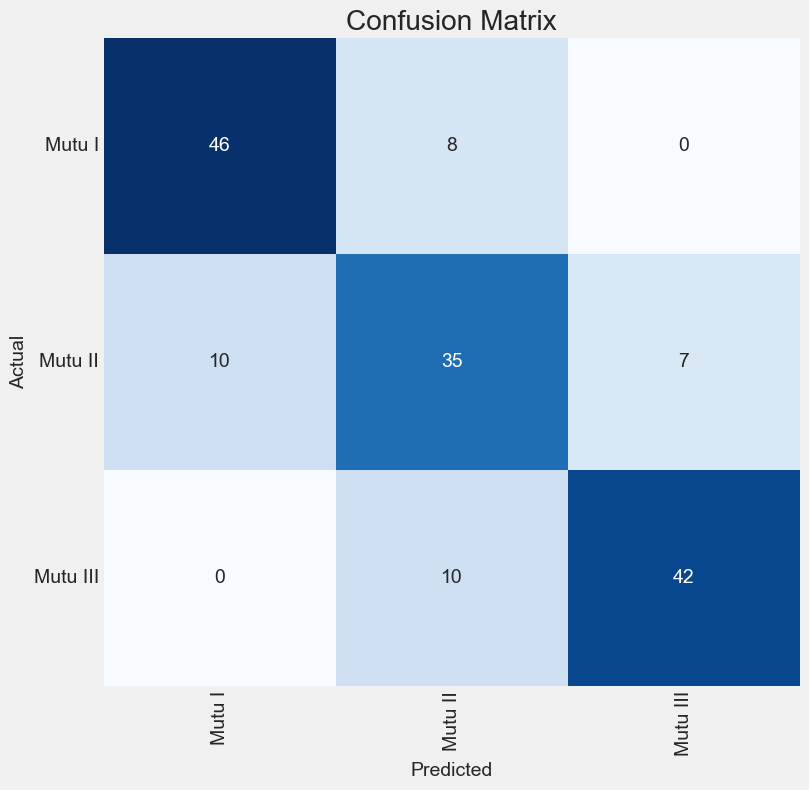 Confusion Matrix
Actual
Mutu I 46 8 0
Mutu II 10 35 7
Mutu III 0 10 42
Mutu I Mutu II Mutu III
Predicted